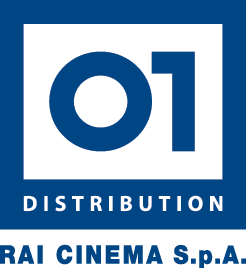 01
DISTRIBUTION
RAI CINEMA S.p.A.